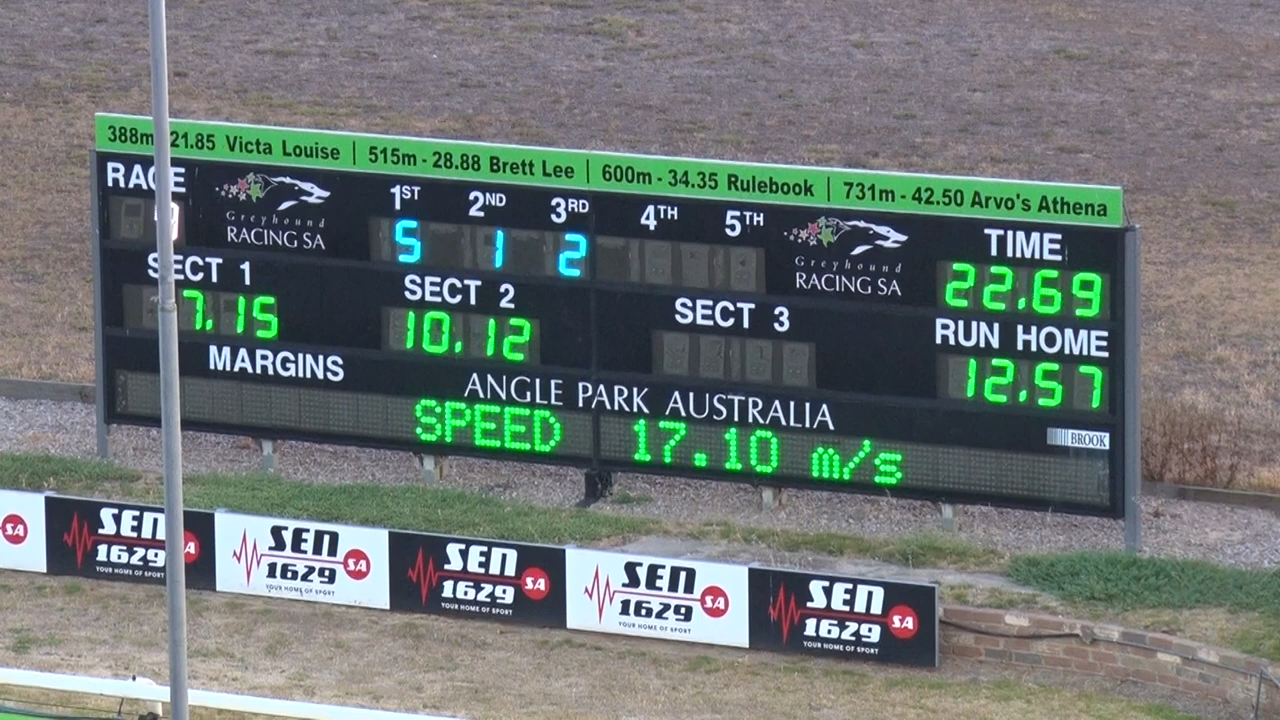 388m 21.85 Victa Louise | 515m - 28.88 Brett Lee | 600m - 34.35 Rulebook | 731m - 42.50 Arvo's Athena
RACE
Greyhound
RACING SA
1ST 2ND 3RD 4TH 5TH
5 1 2
Greyhound
RACING SA
TIME
22.69
SECT 1
7.15
SECT 2
10.12
SECT 3
RUN HOME
12.57
MARGINS
ANGLE PARK AUSTRALIA
SPEED 17.10 m/s
BROOK
SA
SEN
1629
YOUR HOME OF SPORT
SEN
1629 SA
YOUR HOME OF SPORT
SEN
1629 SA
YOUR HOME OF SPORT
SEN
1629 SA
YOUR HOME OF SPORT
SEN
1629 SA
YOUR HOME OF SPORT